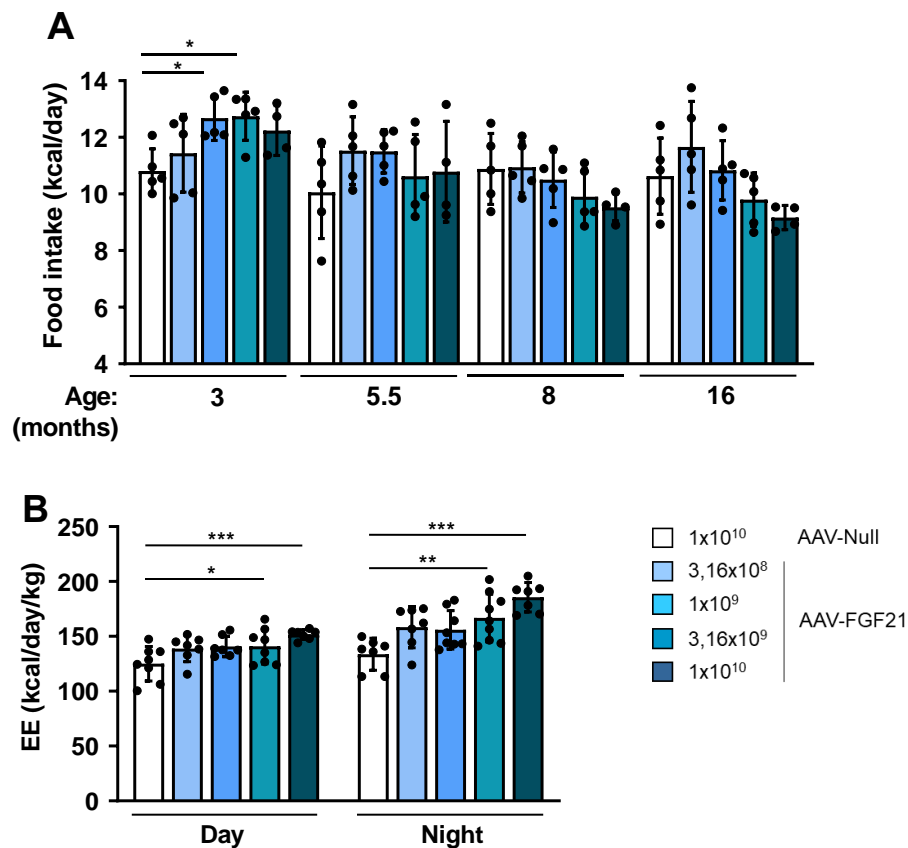 A
*
*
Food intake (kcal/day)
14
12
10
8
6
4
Age:
(months)
3
5.5
8
16
B
EE (kcal/day/kg)
250
200
150
100
50
0
***
*
***
**
Day
Night
1x10¹⁰ AAV-Null
3,16x10⁸
1x10⁹
AAV-FGF21
3,16x10⁹
1x10¹⁰